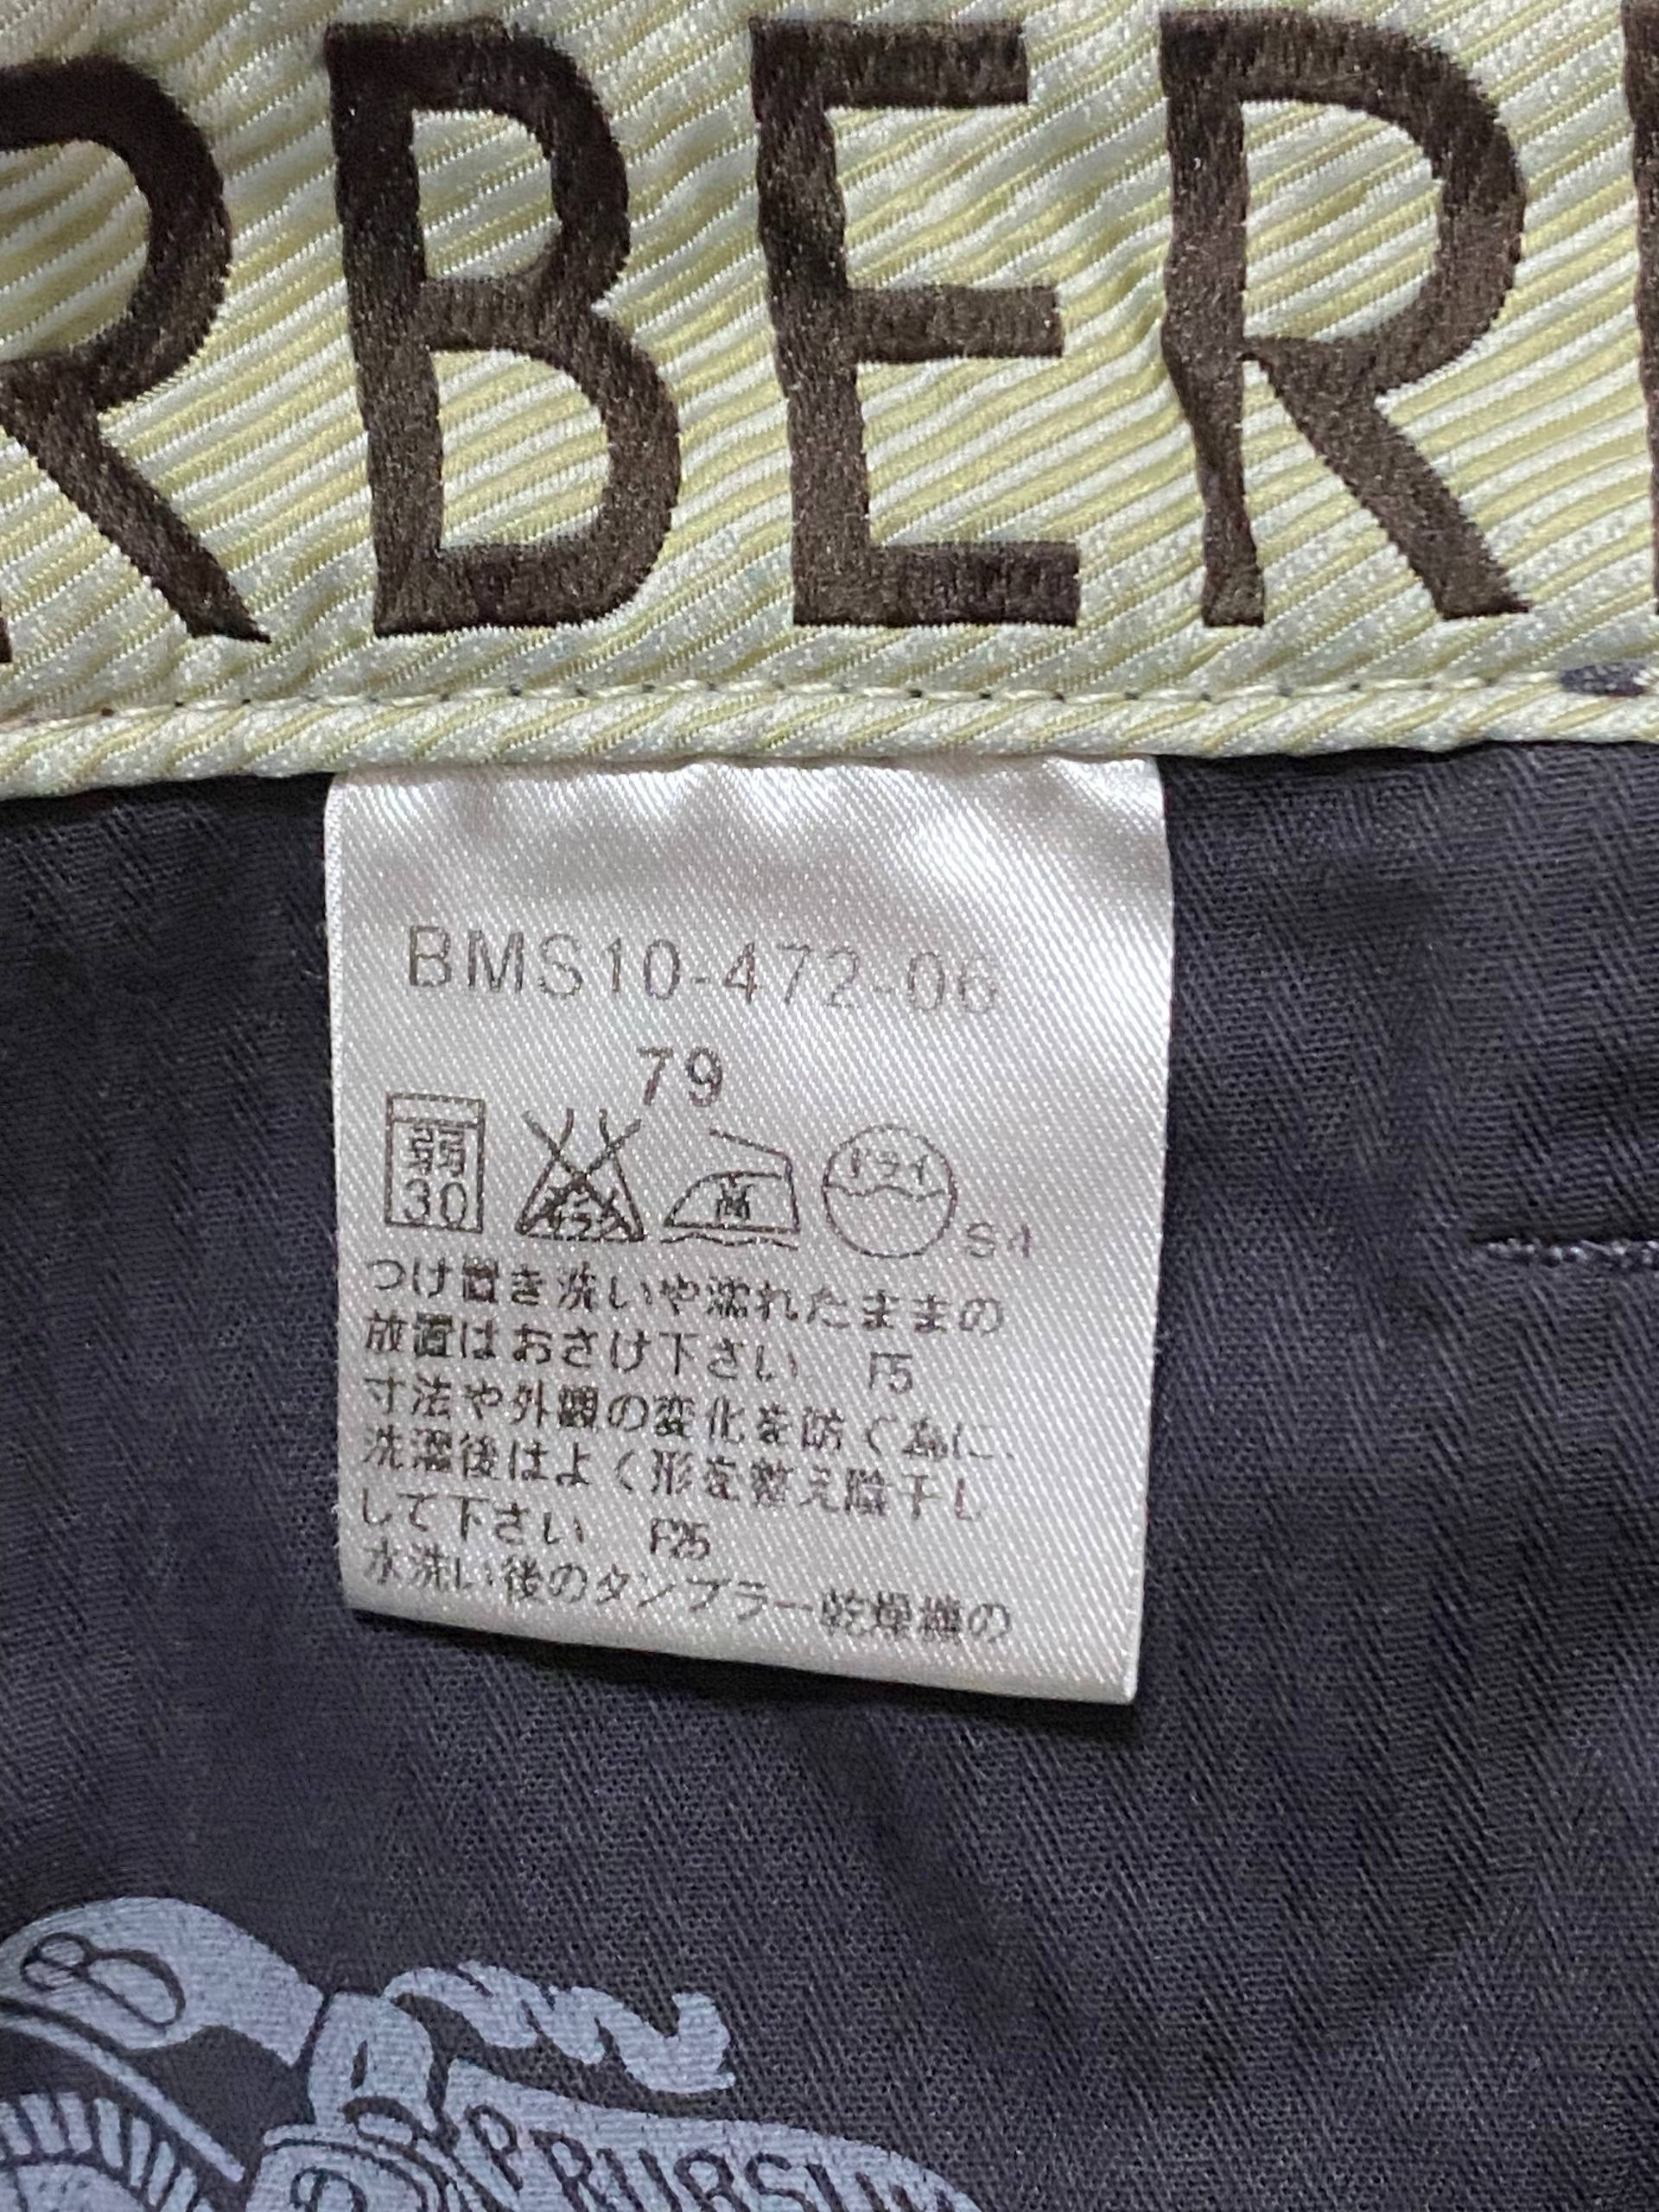 RBER
BMS10-472-06
79
弱
30
ドライ
S4
つけ置き洗いや濡れたままの
放置はおさけ下さい F5
寸法や外観の変化を防ぐ為に、
洗濯後はよく形を整え陰干し
して下さい F25
水洗い後のタンブラー乾燥機の
B
PRORSUM